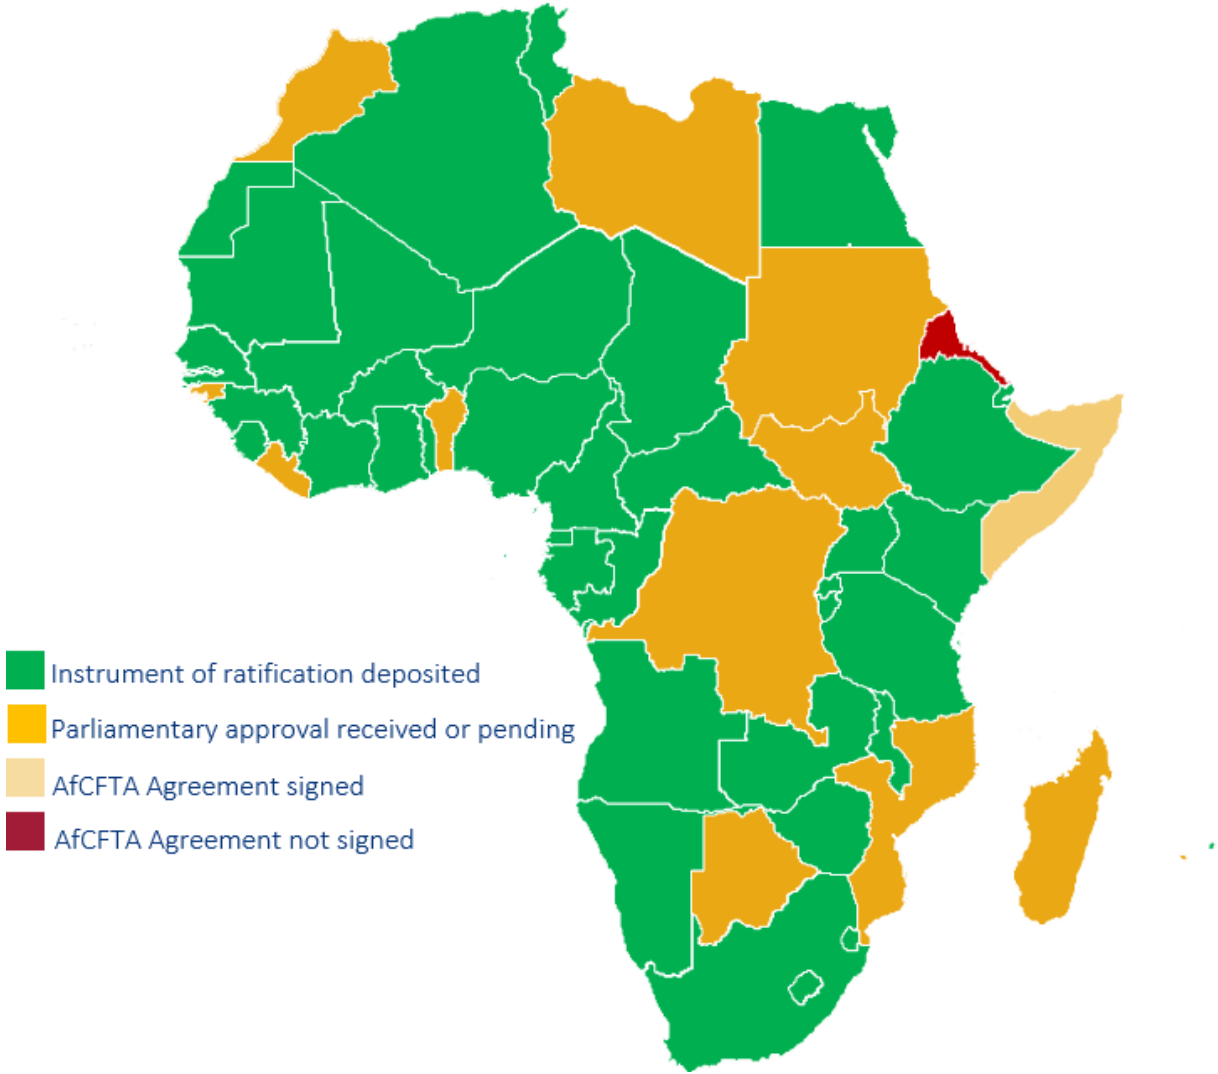 Instrument of ratification deposited
Parliamentary approval received or pending
AfCFTA Agreement signed
AfCFTA Agreement not signed